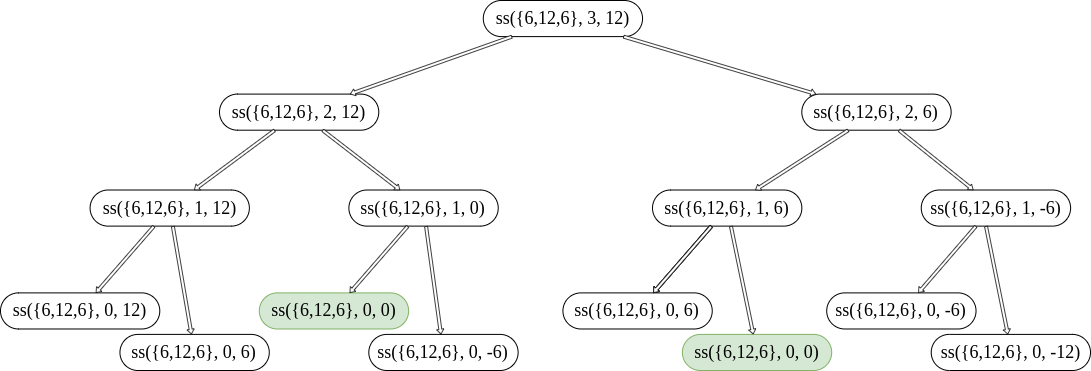 ss({6,12,6}, 3, 12)
ss({6,12,6}, 2, 12)
ss({6,12,6}, 2, 6)
ss({6,12,6}, 1, 12)
ss({6,12,6}, 1, 0)
ss({6,12,6}, 1, 6)
ss({6,12,6}, 1, -6)
ss({6,12,6}, 0, 12)
ss({6,12,6}, 0, 0)
ss({6,12,6}, 0, 6)
ss({6,12,6}, 0, -6)
ss({6,12,6}, 0, 6)
ss({6,12,6}, 0, -6)
ss({6,12,6}, 0, 0)
ss({6,12,6}, 0, -12)